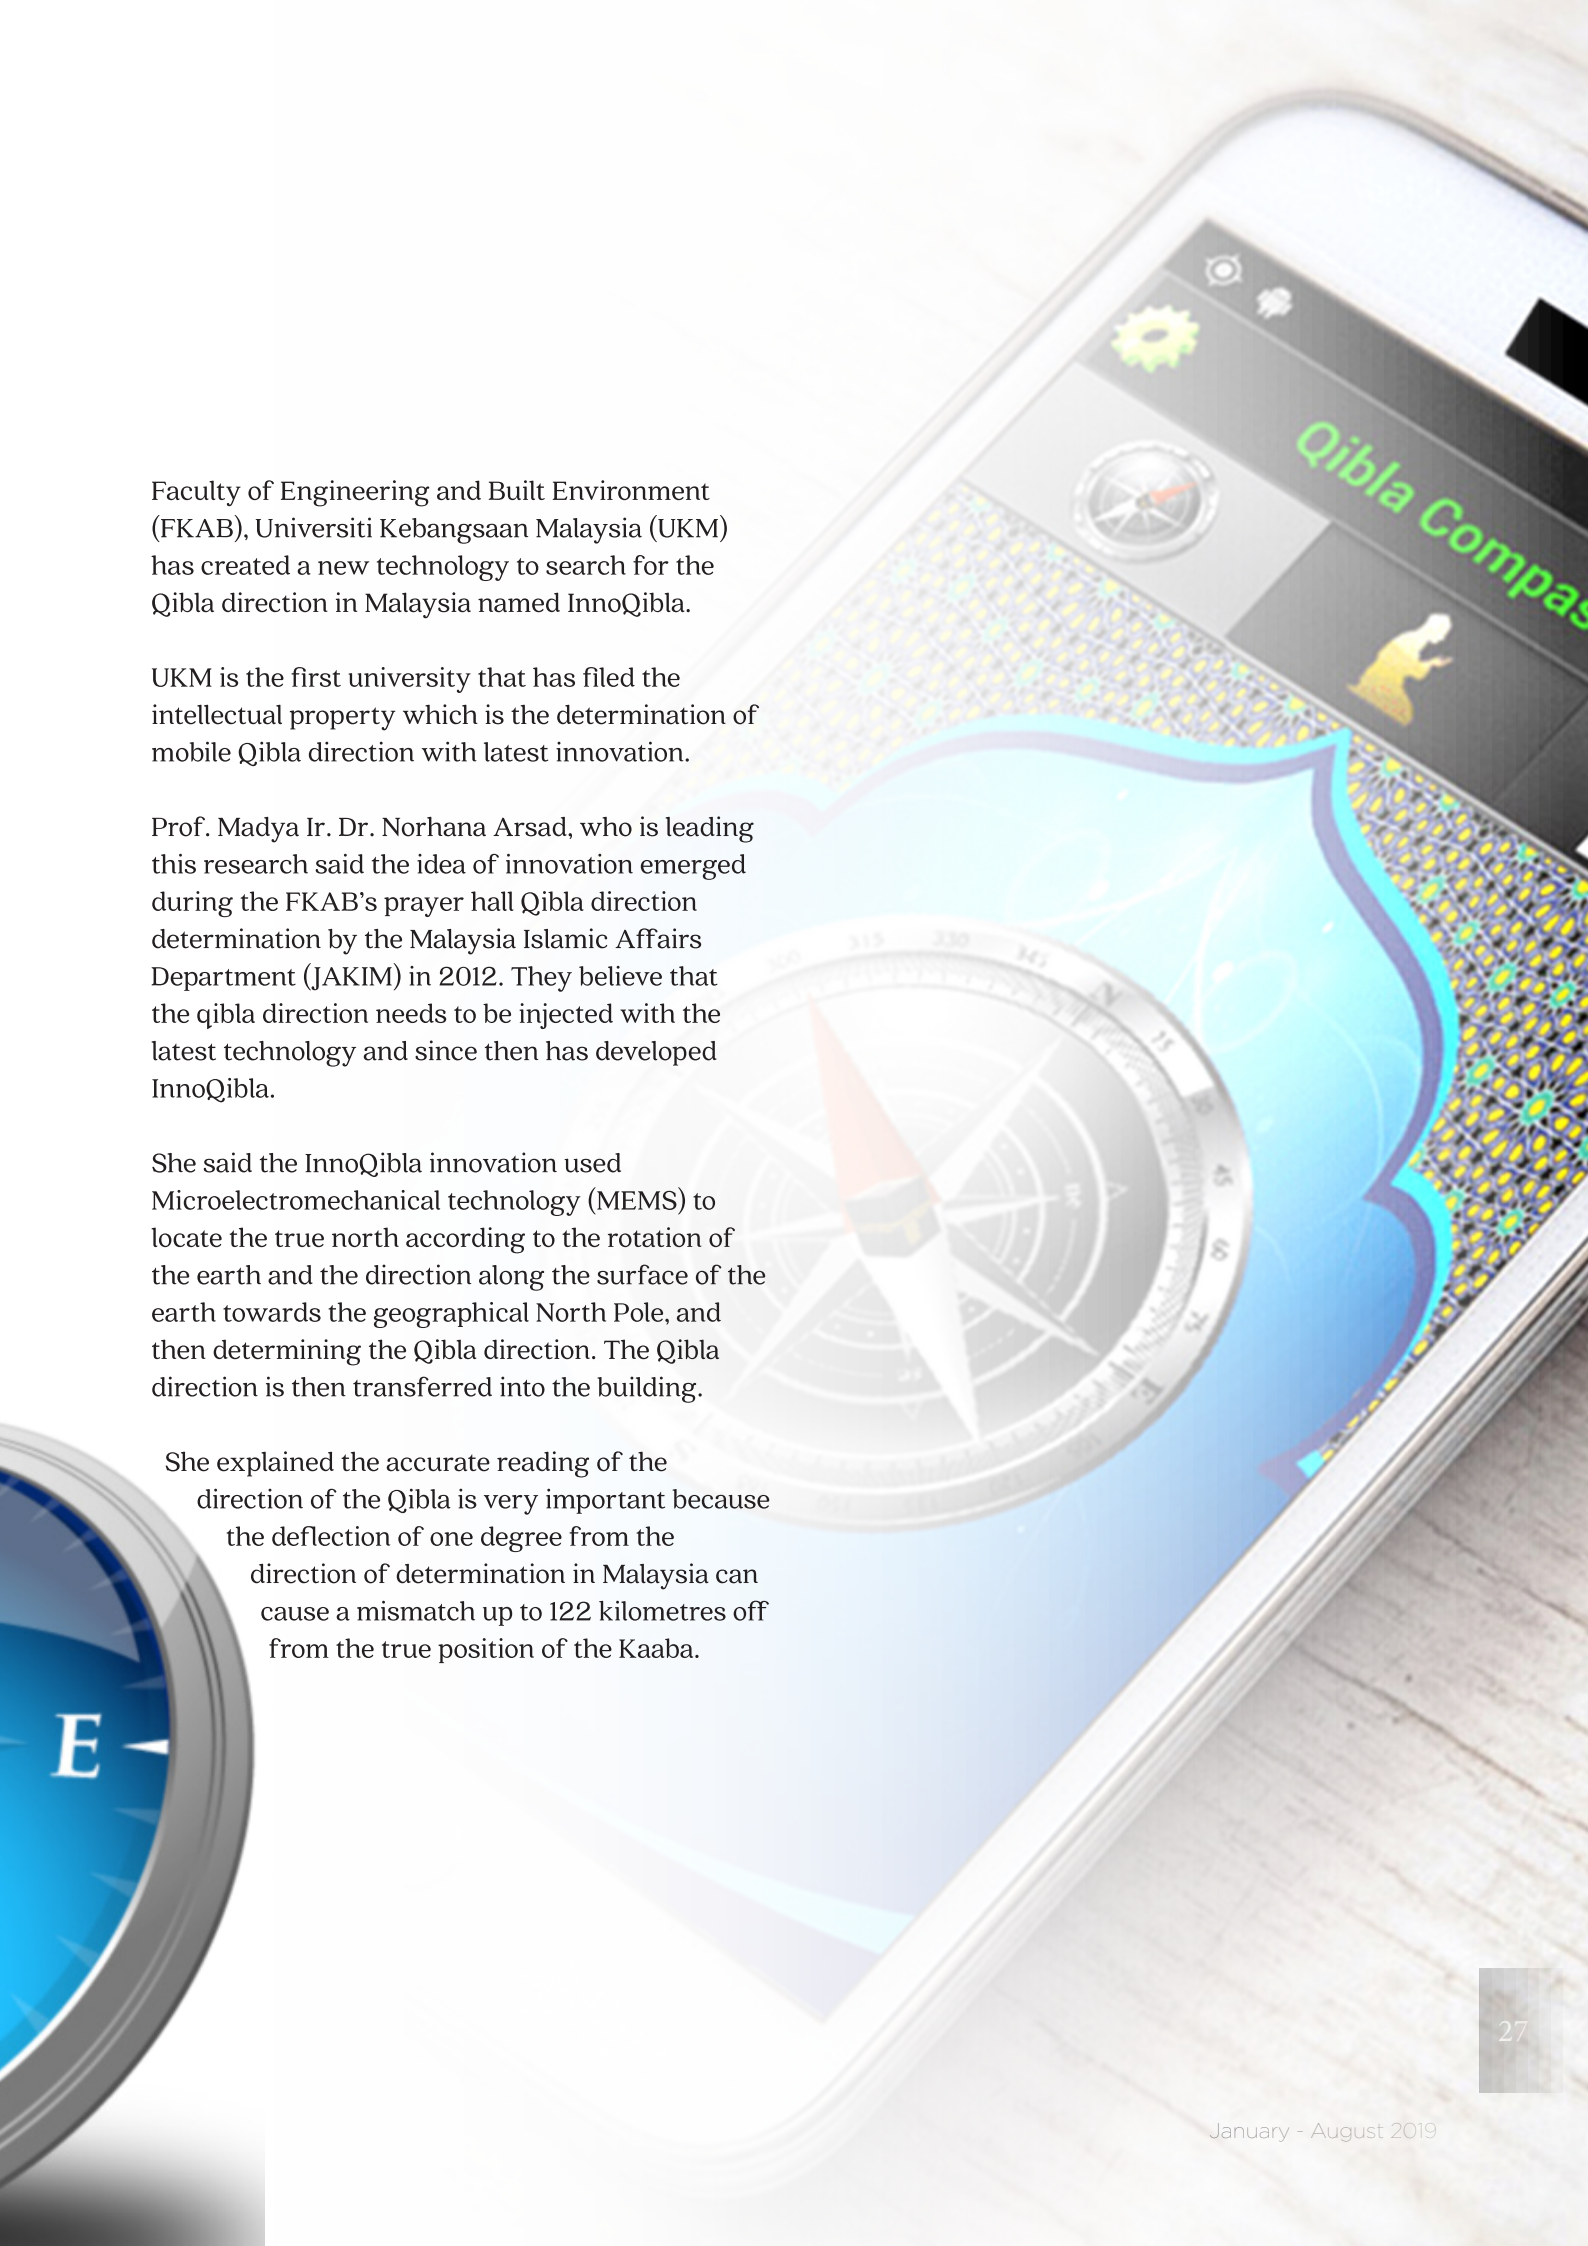 Qibla Compas
Faculty of Engineering and Built Environment
(FKAB), Universiti Kebangsaan Malaysia (UKM)
has created a new technology to search for the
Qibla direction in Malaysia named InnoQibla.
UKM is the first university that has filed the
intellectual property which is the determination of
mobile Qibla direction with latest innovation.
Prof. Madya Ir. Dr. Norhana Arsad, who is leading
this research said the idea of innovation emerged
during the FKAB’s prayer hall Qibla direction
determination by the Malaysia Islamic Affairs
Department (JAKIM) in 2012. They believe that
the qibla direction needs to be injected with the
latest technology and since then has developed
InnoQibla.
She said the InnoQibla innovation used
Microelectromechanical technology (MEMS) to
locate the true north according to the rotation of
the earth and the direction along the surface of the
earth towards the geographical North Pole, and
then determining the Qibla direction. The Qibla
direction is then transferred into the building.
She explained the accurate reading of the
direction of the Qibla is very important because
the deflection of one degree from the
direction of determination in Malaysia can
cause a mismatch up to 122 kilometres off
from the true position of the Kaaba.
300
315
330
345
N
15
30
45
60
75
E
E
27
January - August 2019